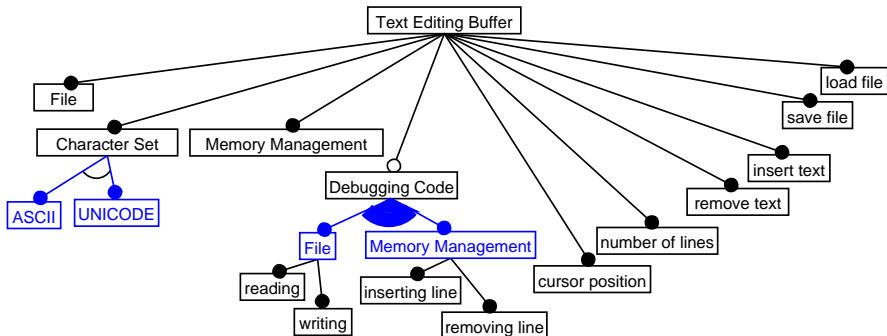 Text Editing Buffer
load file
File
save file
Character Set
Memory Management
insert text
Debugging Code
remove text
ASCII
UNICODE
number of lines
File
Memory Management
cursor position
reading
inserting line
writing
removing line